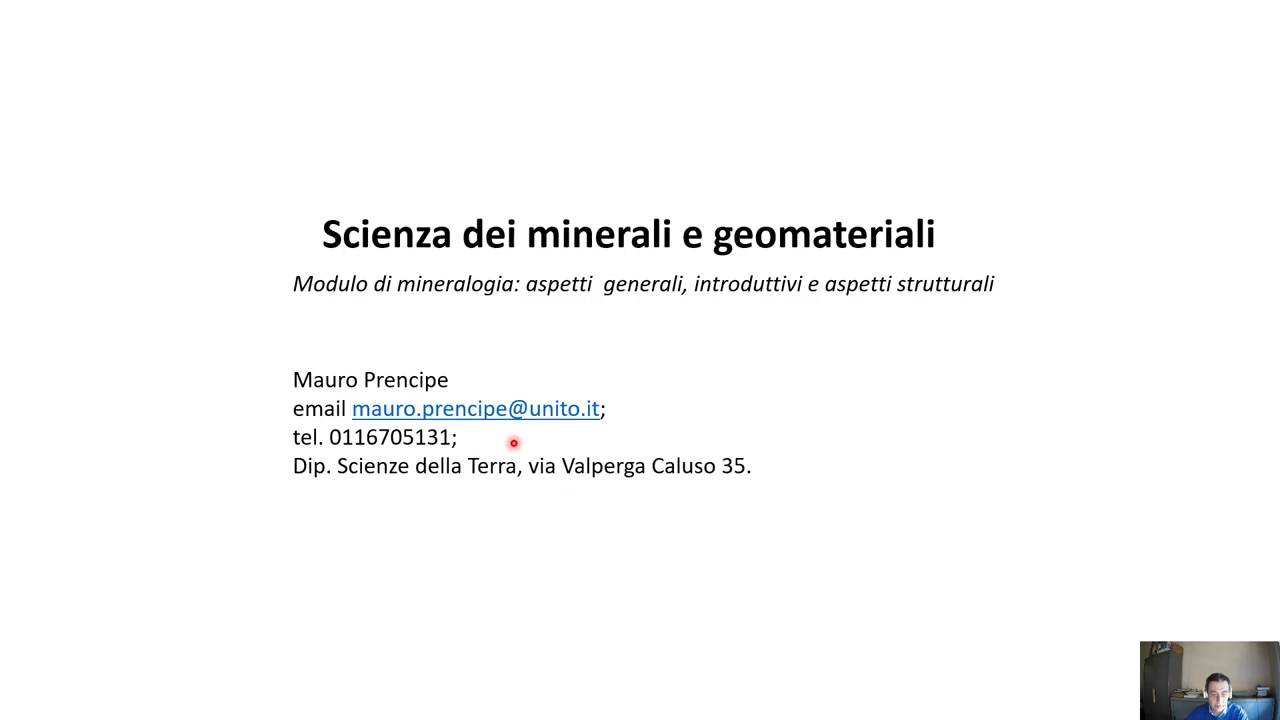 Scienza dei minerali e geomateriali
Modulo di mineralogia: aspetti generali, introduttivi e aspetti strutturali
Mauro Prencipe
email mauro.prencipe@unito.it;
tel. 0116705131;
Dip. Scienze della Terra, via Valperga Caluso 35.